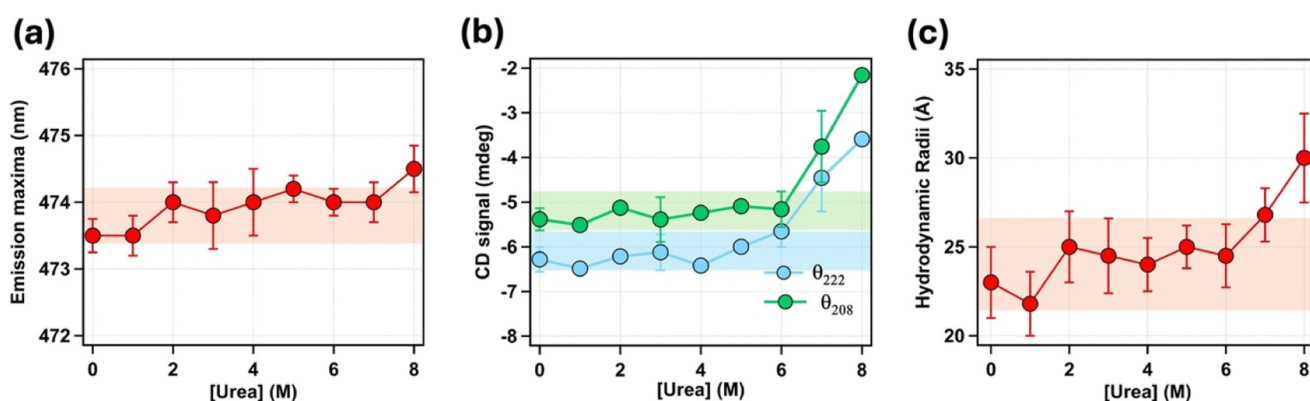 (a)
476
475
474
473
472
Emission maxima (nm)
0 2 4 6 8
[Urea] (M)
(b)
-2
-3
-4
-5
-6
-7
-8
CD signal (mdeg)
θ222
θ208
0 2 4 6 8
[Urea] (M)
(c)
35
30
25
20
Hydrodynamic Radii (Å)
0 2 4 6 8
[Urea] (M)